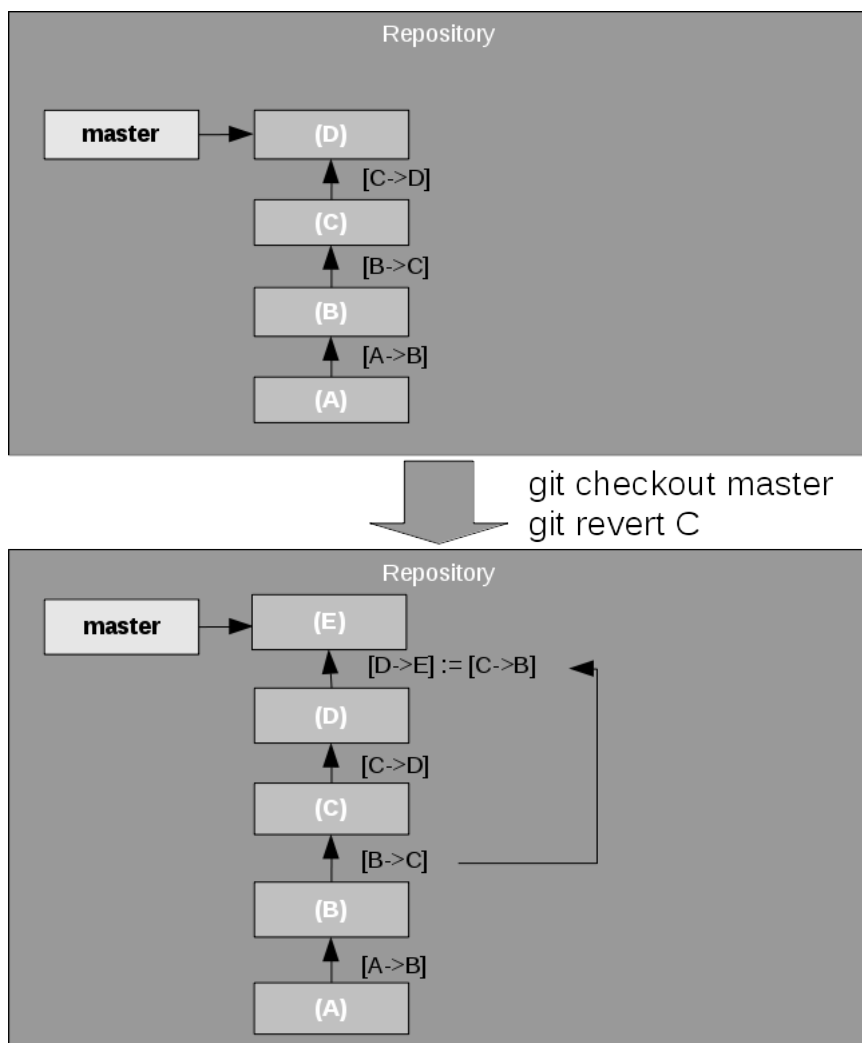 Repository
master
(D)
[C->D]
(C)
[B->C]
(B)
[A->B]
(A)
git checkout master
git revert C
Repository
master
(E)
[D->E] := [C->B]
(D)
[C->D]
(C)
[B->C]
(B)
[A->B]
(A)